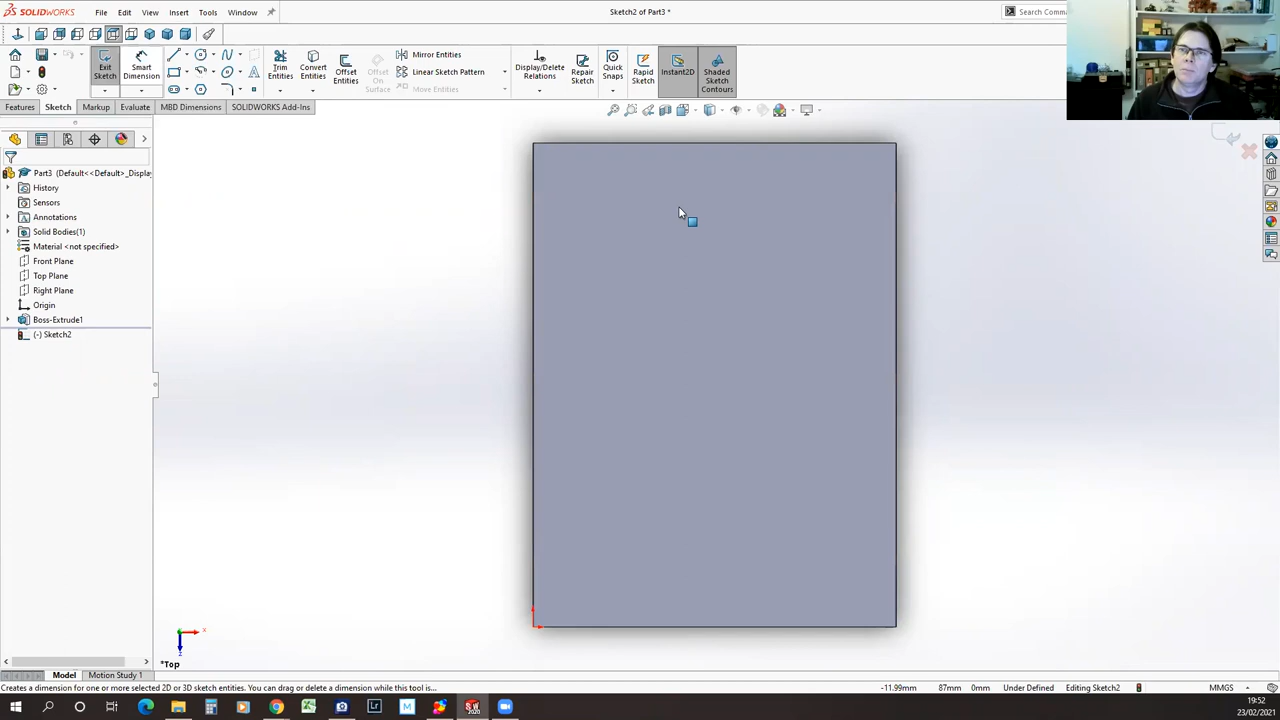 SOLIDWORKS
File
Edit
View
Insert
Tools
Window
Sketch2 of Part3 *
Search Comm
Exit Sketch
Smart Dimension
Trim Entities
Convert Entities
Offset Entities
Offset On Surface
Mirror Entities
Linear Sketch Pattern
Move Entities
Display/Delete Relations
Repair Sketch
Quick Snaps
Rapid Sketch
Instant2D
Shaded Sketch Contours
Features
Sketch
Markup
Evaluate
MBD Dimensions
SOLIDWORKS Add-Ins
Part3 (Default<<Default>_Displa
History
Sensors
Annotations
Solid Bodies(1)
Material <not specified>
Front Plane
Top Plane
Right Plane
Origin
Boss-Extrude1
(-) Sketch2
x
z
*Top
Model
Motion Study 1
Creates a dimension for one or more selected 2D or 3D sketch entities. You can drag or delete a dimension while this tool is...
-11.99mm
87mm
0mm
Under Defined
Editing Sketch2
MMGS
19:52
23/02/2021